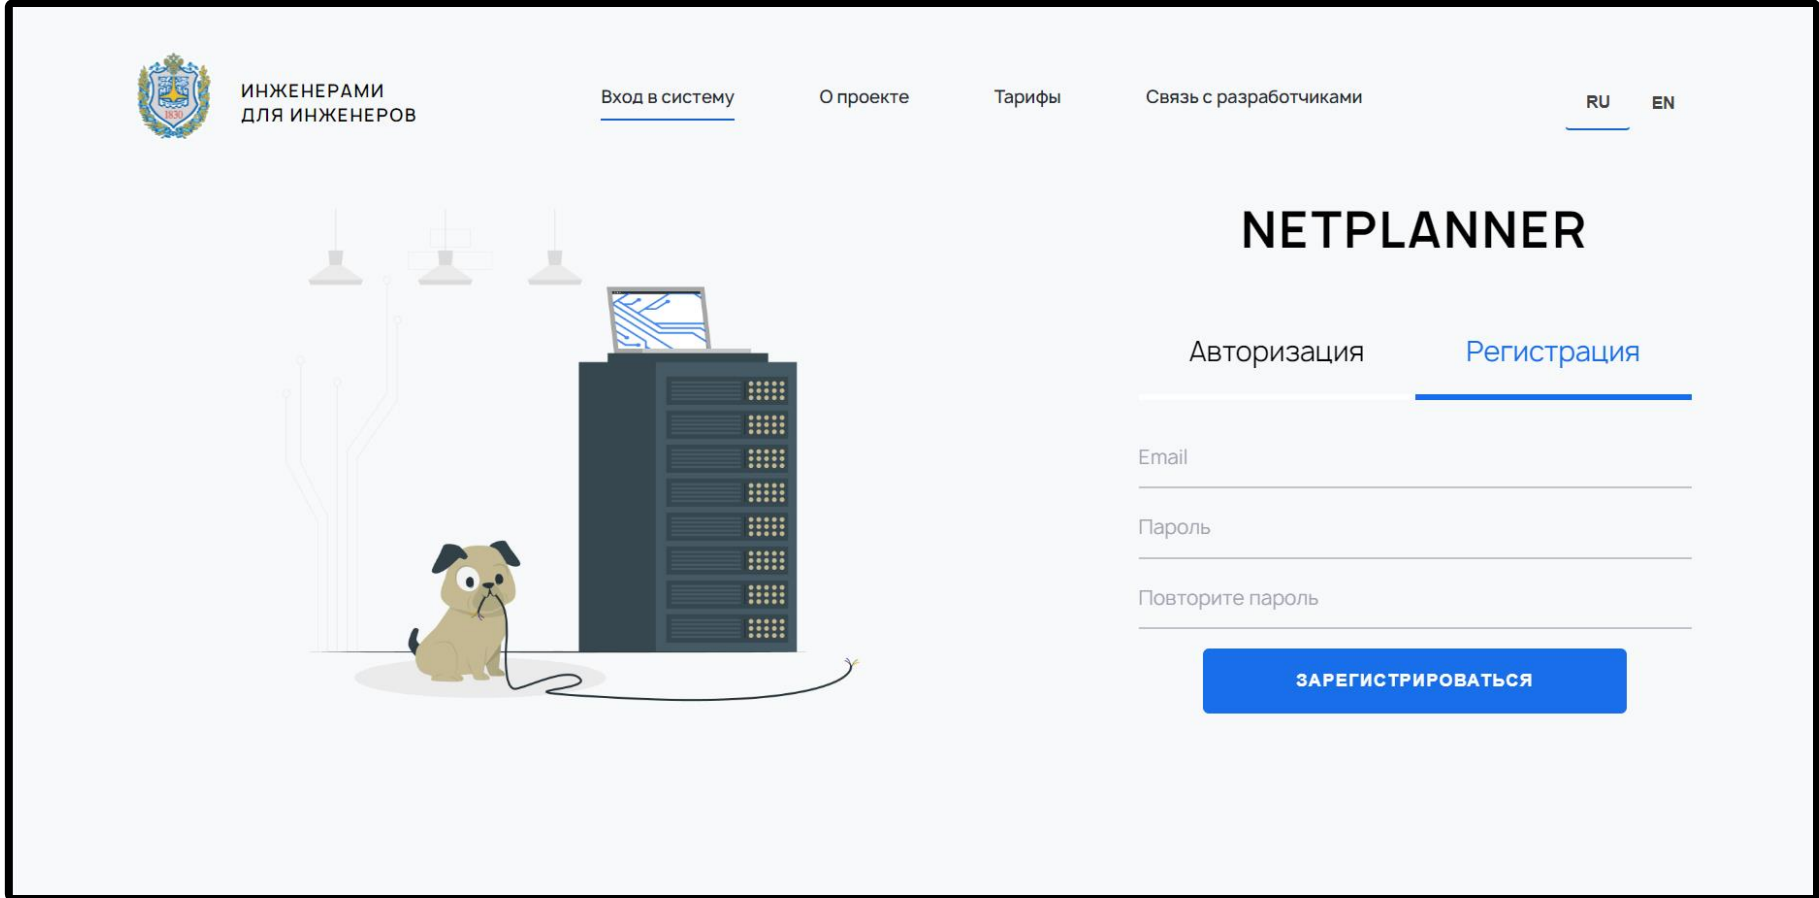 1830
ИНЖЕНЕРАМИ
ДЛЯ ИНЖЕНЕРОВ
Вход в систему
О проекте
Тарифы
Связь с разработчиками
RU
EN
NETPLANNER
Авторизация
Регистрация
Email
Пароль
Повторите пароль
ЗАРЕГИСТРИРОВАТЬСЯ